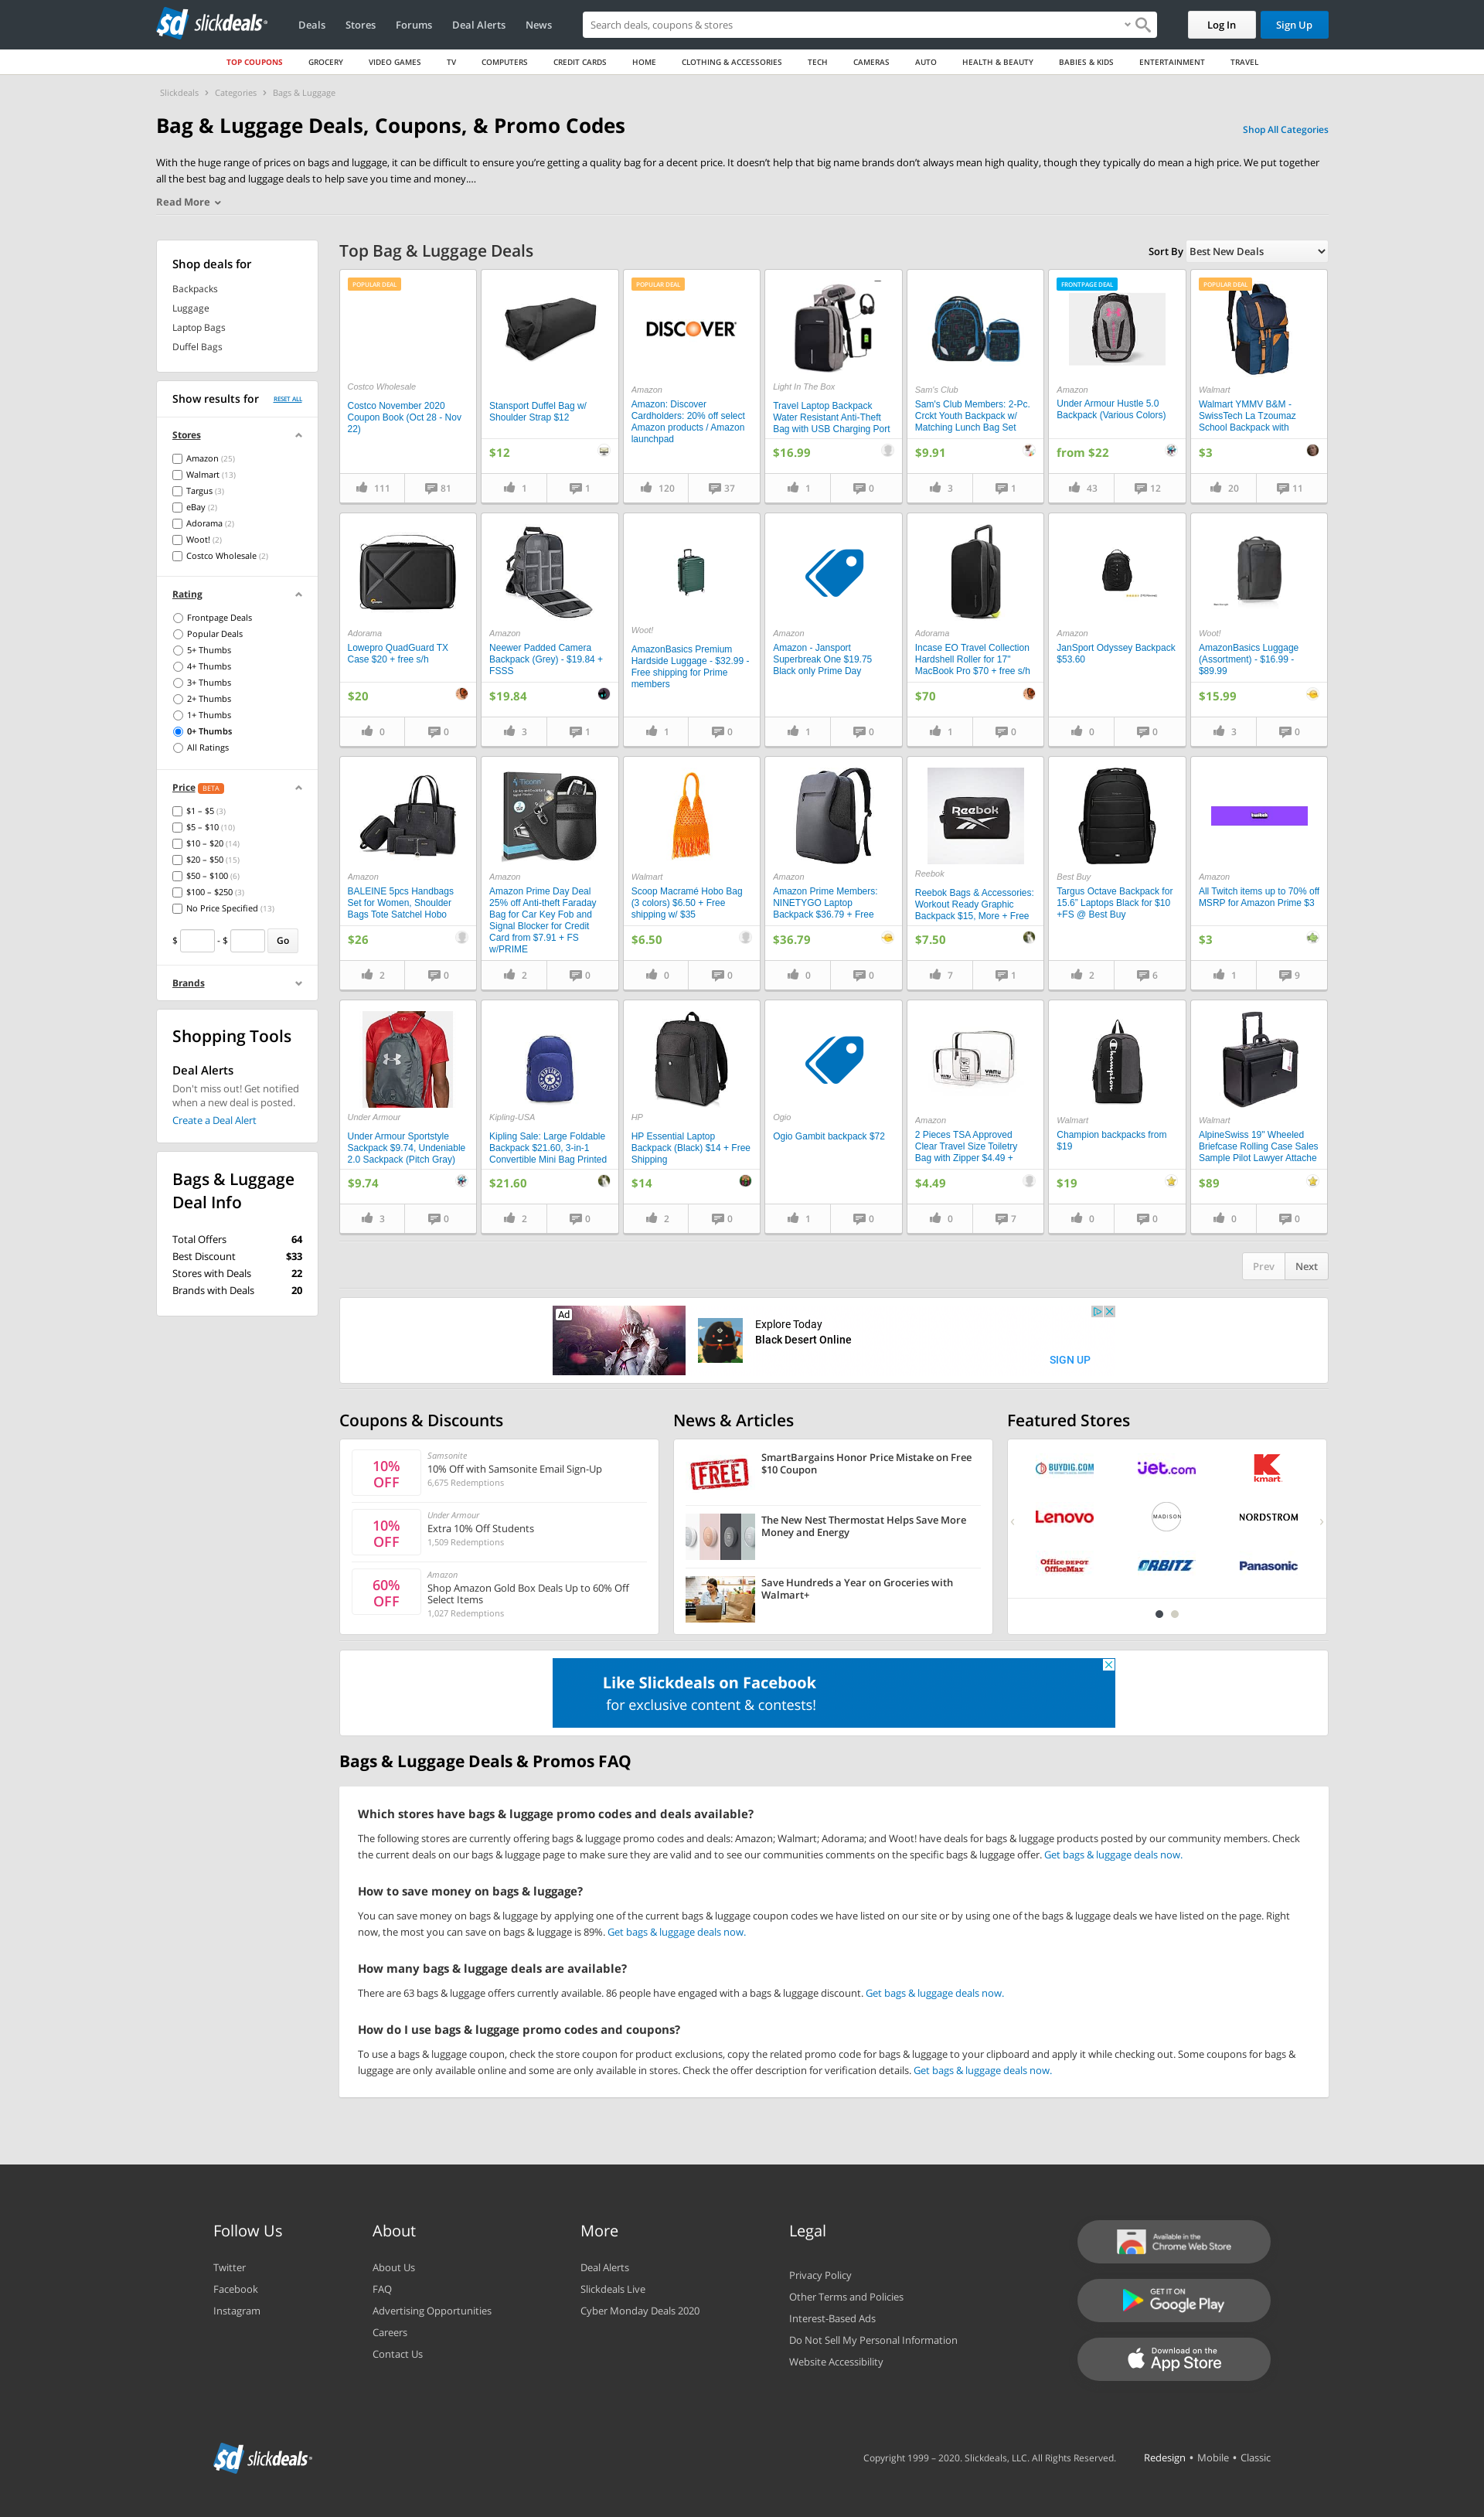 sd slickdeals
Deals Stores Forums Deal Alerts News
Search deals, coupons & stores
Log In Sign Up
TOP COUPONS GROCERY VIDEO GAMES TV COMPUTERS CREDIT CARDS HOME CLOTHING & ACCESSORIES TECH CAMERAS AUTO HEALTH & BEAUTY BABIES & KIDS ENTERTAINMENT TRAVEL
Slickdeals › Categories › Bags & Luggage
Bag & Luggage Deals, Coupons, & Promo Codes
Shop All Categories
With the huge range of prices on bags and luggage, it can be difficult to ensure you’re getting a quality bag for a decent price. It doesn’t help that big name brands don’t always mean high quality, though they typically do mean a high price. We put together
all the best bag and luggage deals to help save you time and money....
Read More
Shop deals for
Backpacks
Luggage
Laptop Bags
Duffel Bags
Show results for RESET ALL
Stores
Amazon (25)
Walmart (13)
Targus (3)
eBay (2)
Adorama (2)
Woot! (2)
Costco Wholesale (2)
Rating
Frontpage Deals
Popular Deals
5+ Thumbs
4+ Thumbs
3+ Thumbs
2+ Thumbs
1+ Thumbs
0+ Thumbs
All Ratings
Price BETA
$1 – $5 (3)
$5 – $10 (10)
$10 – $20 (14)
$20 – $50 (15)
$50 – $100 (6)
$100 – $250 (3)
No Price Specified (13)
$ - $ Go
Brands
Shopping Tools
Deal Alerts
Don't miss out! Get notified
when a new deal is posted.
Create a Deal Alert
Bags & Luggage
Deal Info
Total Offers 64
Best Discount $33
Stores with Deals 22
Brands with Deals 20
Top Bag & Luggage Deals
Sort By Best New Deals
POPULAR DEAL
Costco Wholesale
Costco November 2020
Coupon Book (Oct 28 - Nov
22)
111 81
Stansport Duffel Bag w/
Shoulder Strap $12
$12
1 1
POPULAR DEAL
DISCOVER
Amazon
Amazon: Discover
Cardholders: 20% off select
Amazon products / Amazon
launchpad
120 37
Light In The Box
Travel Laptop Backpack
Water Resistant Anti-Theft
Bag with USB Charging Port
$16.99
1 0
Sam's Club
Sam's Club Members: 2-Pc.
Crckt Youth Backpack w/
Matching Lunch Bag Set
$9.91
3 1
FRONTPAGE DEAL
Amazon
Under Armour Hustle 5.0
Backpack (Various Colors)
from $22
43 12
POPULAR DEAL
Walmart
Walmart YMMV B&M -
SwissTech La Tzoumaz
School Backpack with
$3
20 11
Adorama
Lowepro QuadGuard TX
Case $20 + free s/h
$20
0 0
Amazon
Neewer Padded Camera
Backpack (Grey) - $19.84 +
FSSS
$19.84
3 1
Woot!
AmazonBasics Premium
Hardside Luggage - $32.99 -
Free shipping for Prime
members
1 0
Amazon
Amazon - Jansport
Superbreak One $19.75
Black only Prime Day
1 0
Adorama
Incase EO Travel Collection
Hardshell Roller for 17"
MacBook Pro $70 + free s/h
$70
1 0
Amazon
JanSport Odyssey Backpack
$53.60
0 0
Woot!
AmazonBasics Luggage
(Assortment) - $16.99 -
$89.99
$15.99
3 0
Amazon
BALEINE 5pcs Handbags
Set for Women, Shoulder
Bags Tote Satchel Hobo
$26
2 0
Amazon
Amazon Prime Day Deal
25% off Anti-theft Faraday
Bag for Car Key Fob and
Signal Blocker for Credit
Card from $7.91 + FS
w/PRIME
2 0
Walmart
Scoop Macramé Hobo Bag
(3 colors) $6.50 + Free
shipping w/ $35
$6.50
0 0
Amazon
Amazon Prime Members:
NINETYGO Laptop
Backpack $36.79 + Free
$36.79
0 0
Reebok
Reebok
Reebok Bags & Accessories:
Workout Ready Graphic
Backpack $15, More + Free
$7.50
7 1
Best Buy
Targus Octave Backpack for
15.6” Laptops Black for $10
+FS @ Best Buy
2 6
twitch
Amazon
All Twitch items up to 70% off
MSRP for Amazon Prime $3
$3
1 9
Under Armour
Under Armour Sportstyle
Sackpack $9.74, Undeniable
2.0 Sackpack (Pitch Gray)
$9.74
3 0
Kipling-USA
Kipling Sale: Large Foldable
Backpack $21.60, 3-in-1
Convertible Mini Bag Printed
$21.60
2 0
HP
HP Essential Laptop
Backpack (Black) $14 + Free
Shipping
$14
2 0
Ogio
Ogio Gambit backpack $72
1 0
Amazon
2 Pieces TSA Approved
Clear Travel Size Toiletry
Bag with Zipper $4.49 +
$4.49
0 7
Champion
Walmart
Champion backpacks from
$19
$19
0 0
Walmart
AlpineSwiss 19” Wheeled
Briefcase Rolling Case Sales
Sample Pilot Lawyer Attache
$89
0 0
Prev Next
Ad
Explore Today
Black Desert Online
SIGN UP
Coupons & Discounts
10% OFF
Samsonite
10% Off with Samsonite Email Sign-Up
6,675 Redemptions
10% OFF
Under Armour
Extra 10% Off Students
1,509 Redemptions
60% OFF
Amazon
Shop Amazon Gold Box Deals Up to 60% Off
Select Items
1,027 Redemptions
News & Articles
FREE
SmartBargains Honor Price Mistake on Free
$10 Coupon
The New Nest Thermostat Helps Save More
Money and Energy
Save Hundreds a Year on Groceries with
Walmart+
Featured Stores
BUYDIG.COM jet.com kmart
Lenovo MADISON NORDSTROM
Office DEPOT OfficeMax ORBITZ Panasonic
Like Slickdeals on Facebook
for exclusive content & contests!
Bags & Luggage Deals & Promos FAQ
Which stores have bags & luggage promo codes and deals available?
The following stores are currently offering bags & luggage promo codes and deals: Amazon; Walmart; Adorama; and Woot! have deals for bags & luggage products posted by our community members. Check
the current deals on our bags & luggage page to make sure they are valid and to see our communities comments on the specific bags & luggage offer. Get bags & luggage deals now.
How to save money on bags & luggage?
You can save money on bags & luggage by applying one of the current bags & luggage coupon codes we have listed on our site or by using one of the bags & luggage deals we have listed on the page. Right
now, the most you can save on bags & luggage is 89%. Get bags & luggage deals now.
How many bags & luggage deals are available?
There are 63 bags & luggage offers currently available. 86 people have engaged with a bags & luggage discount. Get bags & luggage deals now.
How do I use bags & luggage promo codes and coupons?
To use a bags & luggage coupon, check the store coupon for product exclusions, copy the related promo code for bags & luggage to your clipboard and apply it while checking out. Some coupons for bags &
luggage are only available online and some are only available in stores. Check the offer description for verification details. Get bags & luggage deals now.
Follow Us
Twitter
Facebook
Instagram
About
About Us
FAQ
Advertising Opportunities
Careers
Contact Us
More
Deal Alerts
Slickdeals Live
Cyber Monday Deals 2020
Legal
Privacy Policy
Other Terms and Policies
Interest-Based Ads
Do Not Sell My Personal Information
Website Accessibility
Available in the
Chrome Web Store
GET IT ON
Google Play
Download on the
App Store
sd slickdeals
Copyright 1999 – 2020. Slickdeals, LLC. All Rights Reserved.
Redesign • Mobile • Classic